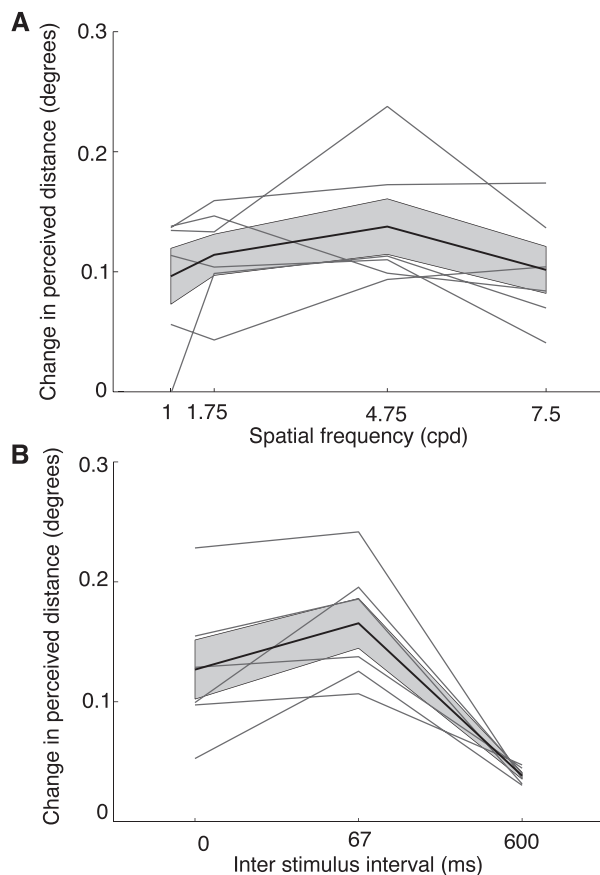 A
Change in perceived distance (degrees)
0.3
0.2
0.1
0
1 1.75 4.75 7.5
Spatial frequency (cpd)
B
Change in perceived distance (degrees)
0.3
0.2
0.1
0
0 67 600
Inter stimulus interval (ms)